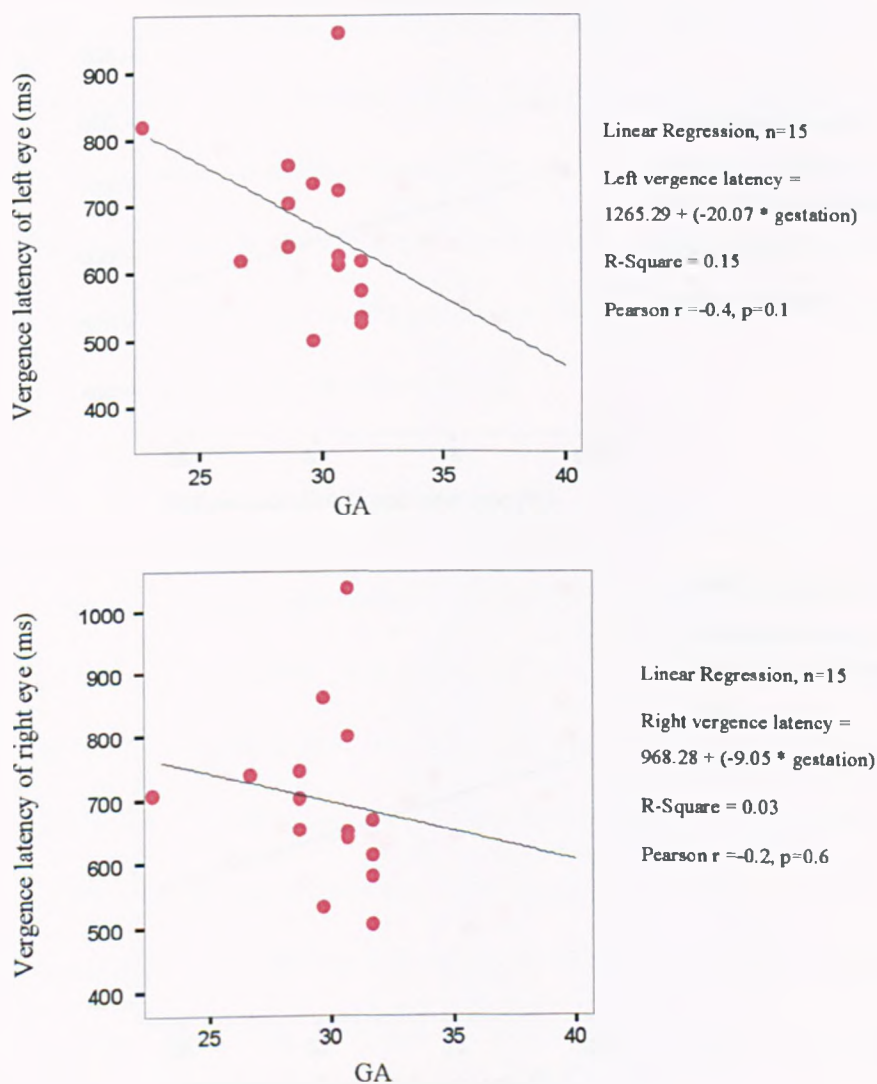 Vergence latency of left eye (ms)
900
800
700
600
500
400
25
30
35
40
GA
Linear Regression, n=15
Left vergence latency =
1265.29 + (-20.07 * gestation)
R-Square = 0.15
Pearson r =-0.4, p=0.1
Vergence latency of right eye (ms)
1000
900
800
700
600
500
400
25
30
35
40
GA
Linear Regression, n=15
Right vergence latency =
968.28 + (-9.05 * gestation)
R-Square = 0.03
Pearson r =-0.2, p=0.6